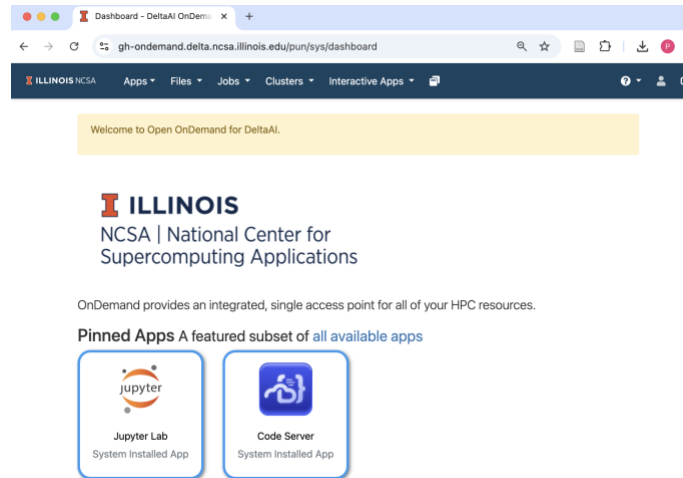 Dashboard - DeltaAI OnDema
gh-ondemand.delta.ncsa.illinois.edu/pun/sys/dashboard
P
I ILLINOIS NCSA Apps Files Jobs Clusters Interactive Apps
Welcome to Open OnDemand for DeltaAI.
I ILLINOIS
NCSA | National Center for
Supercomputing Applications
OnDemand provides an integrated, single access point for all of your HPC resources.
Pinned Apps A featured subset of all available apps
jupyter
Jupyter Lab
System Installed App
Code Server
System Installed App